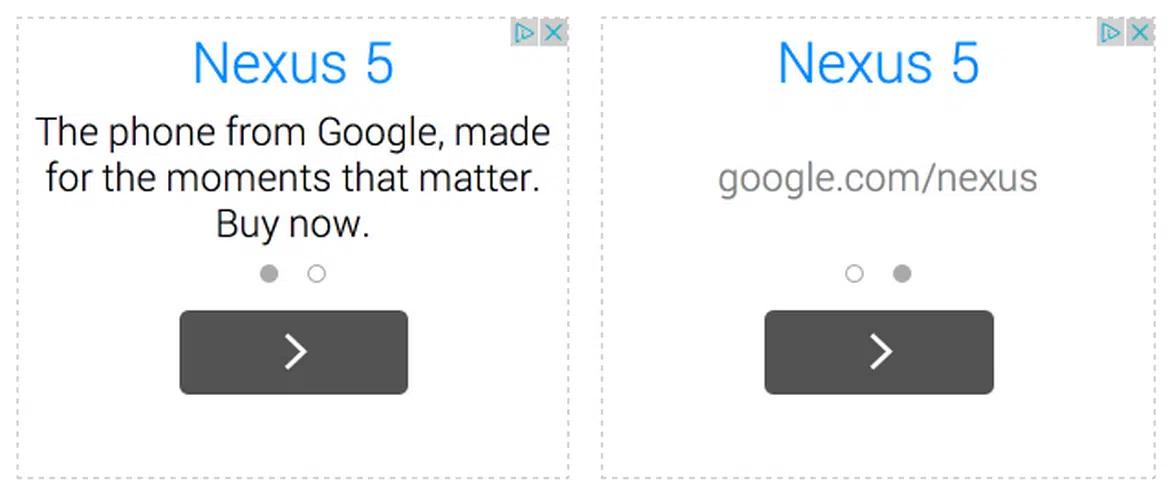 Nexus 5
The phone from Google, made
for the moments that matter.
Buy now.
Nexus 5
google.com/nexus